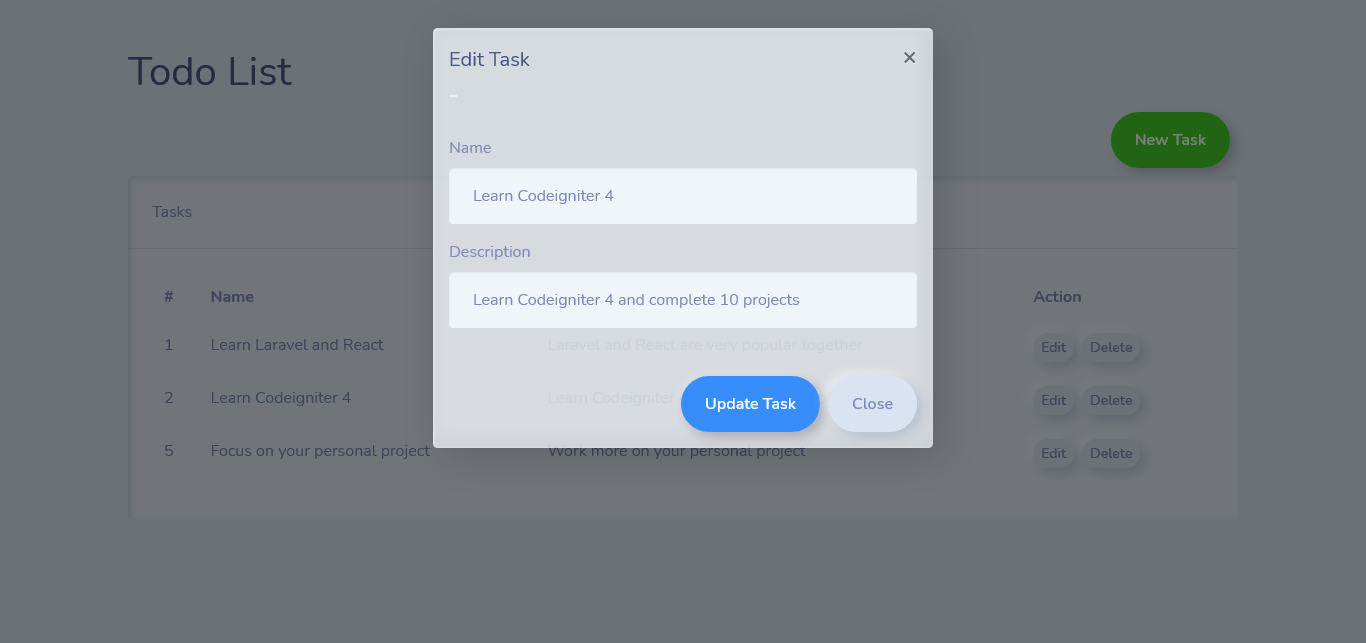 Todo List
New Task
Tasks
# Name Action
1 Learn Laravel and React Laravel and React are very popular together Edit Delete
2 Learn Codeigniter 4 Learn Codeigniter Edit Delete
5 Focus on your personal project Work more on your personal project Edit Delete
Edit Task ×
Name
Learn Codeigniter 4
Description
Learn Codeigniter 4 and complete 10 projects
Update Task Close